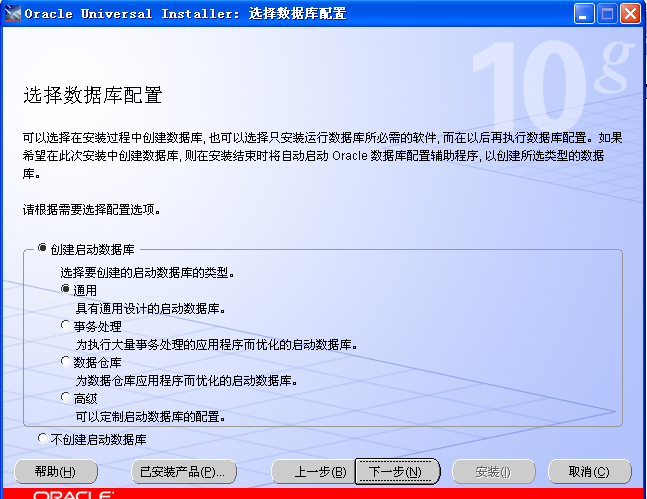 Oracle Universal Installer: 选择数据库配置
10g
选择数据库配置
可以选择在安装过程中创建数据库, 也可以选择只安装运行数据库所必需的软件, 而在以后再执行数据库配置。如果
希望在此次安装中创建数据库, 则在安装结束时将自动启动 Oracle 数据库配置辅助程序, 以创建所选类型的数据
库。
请根据需要选择配置选项。
创建启动数据库
选择要创建的启动数据库的类型。
通用
具有通用设计的启动数据库。
事务处理
为执行大量事务处理的应用程序而优化的启动数据库。
数据仓库
为数据仓库应用程序而优化的启动数据库。
高级
可以定制启动数据库的配置。
不创建启动数据库
帮助(H) 已安装产品(P)... 上一步(B) 下一步(N) 安装(I) 取消(C)
ORACLE